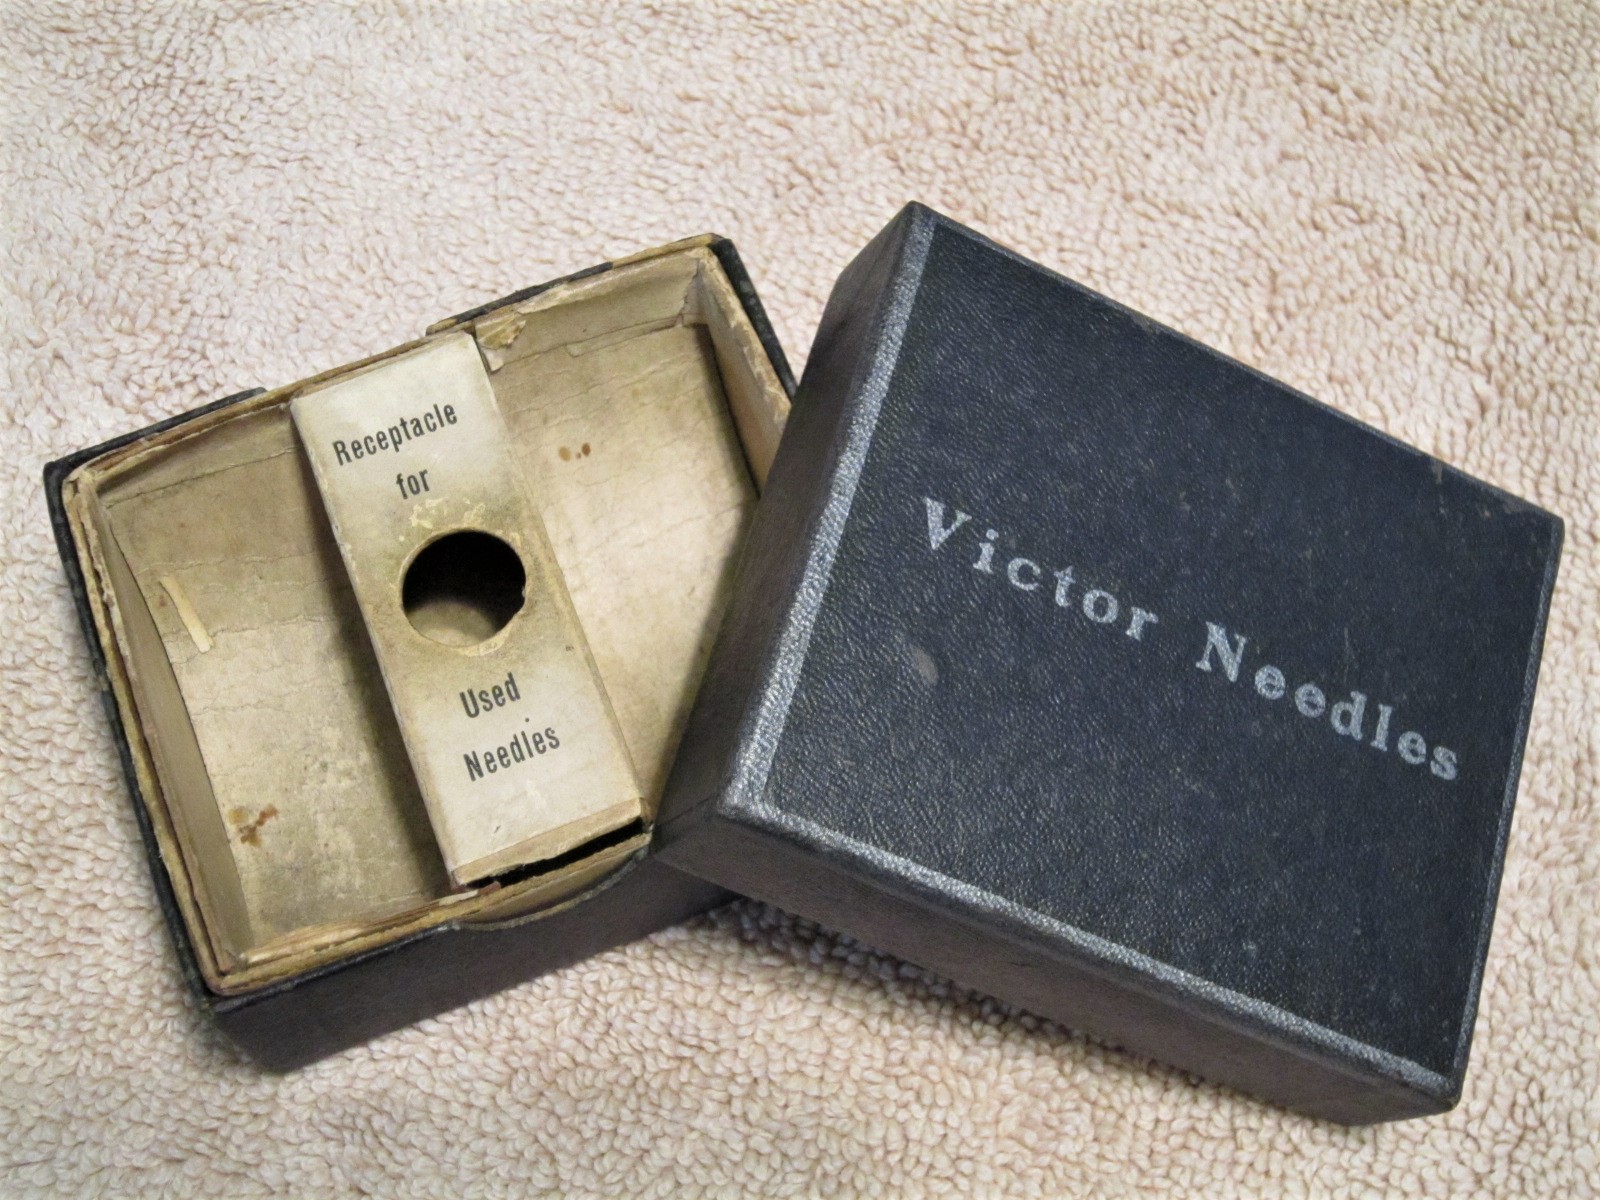 Receptacle
for
Used
Needles
Victor Needles